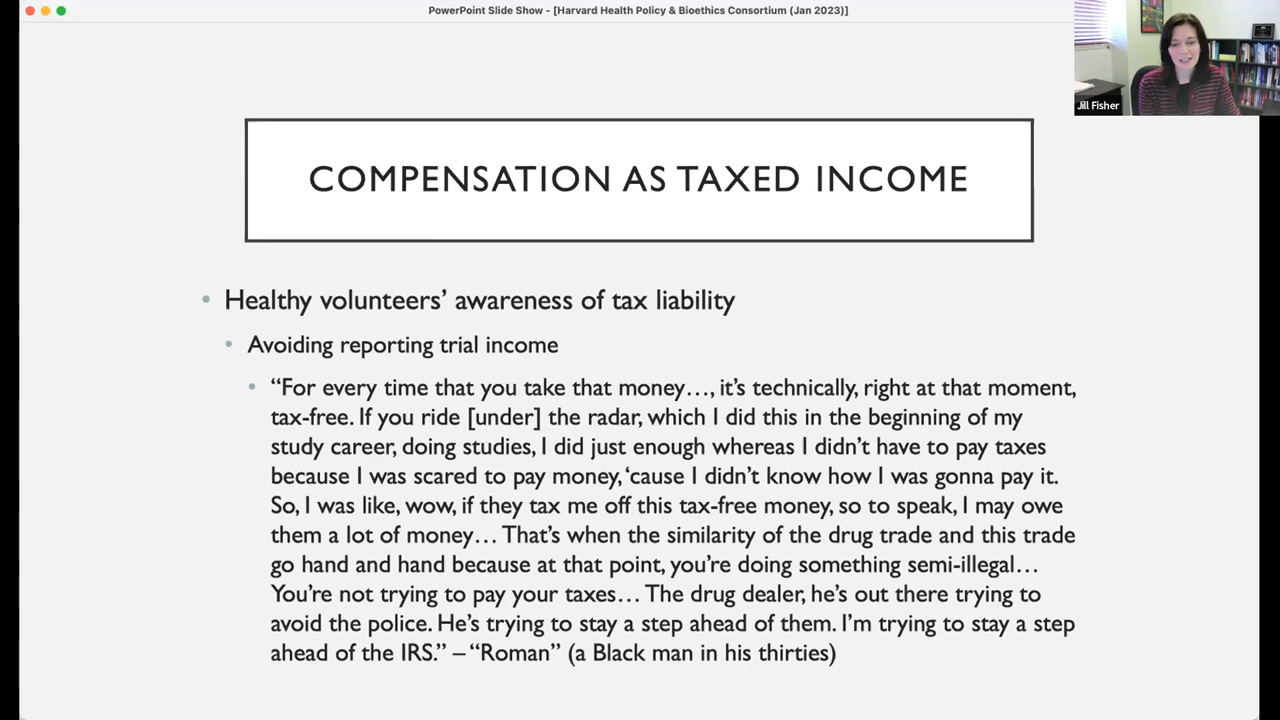 PowerPoint Slide Show - [Harvard Health Policy & Bioethics Consortium (Jan 2023)]
Jill Fisher
COMPENSATION AS TAXED INCOME
• Healthy volunteers’ awareness of tax liability
• Avoiding reporting trial income
• “For every time that you take that money…, it’s technically, right at that moment,
tax-free. If you ride [under] the radar, which I did this in the beginning of my
study career, doing studies, I did just enough whereas I didn’t have to pay taxes
because I was scared to pay money, ‘cause I didn’t know how I was gonna pay it.
So, I was like, wow, if they tax me off this tax-free money, so to speak, I may owe
them a lot of money… That’s when the similarity of the drug trade and this trade
go hand and hand because at that point, you’re doing something semi-illegal…
You’re not trying to pay your taxes… The drug dealer, he’s out there trying to
avoid the police. He’s trying to stay a step ahead of them. I’m trying to stay a step
ahead of the IRS.” – “Roman” (a Black man in his thirties)